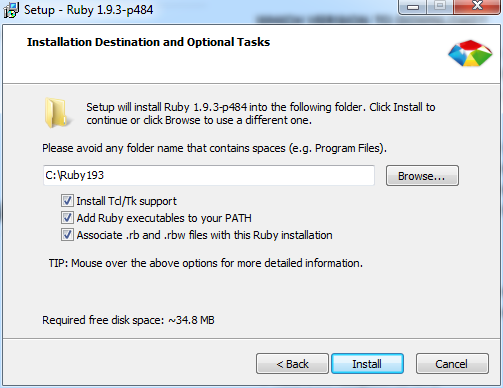 Setup - Ruby 1.9.3-p484
Installation Destination and Optional Tasks
Setup will install Ruby 1.9.3-p484 into the following folder. Click Install to
continue or click Browse to use a different one.
Please avoid any folder name that contains spaces (e.g. Program Files).
C:\Ruby193
Browse...
Install Tcl/Tk support
Add Ruby executables to your PATH
Associate .rb and .rbw files with this Ruby installation
TIP: Mouse over the above options for more detailed information.
Required free disk space: ~34.8 MB
< Back
Install
Cancel